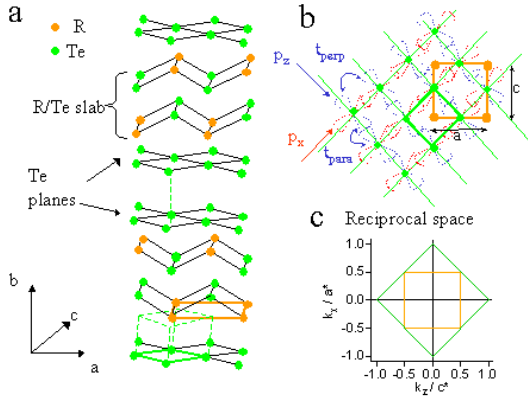 a
R
Te
R/Te slab
Te
planes
b
c
a
b
p_z
t_perp
p_x
t_para
a
c
c Reciprocal space
k_x / a*
1.0
0.5
0.0
-0.5
-1.0
-1.0 -0.5 0.0 0.5 1.0
k_z / c*